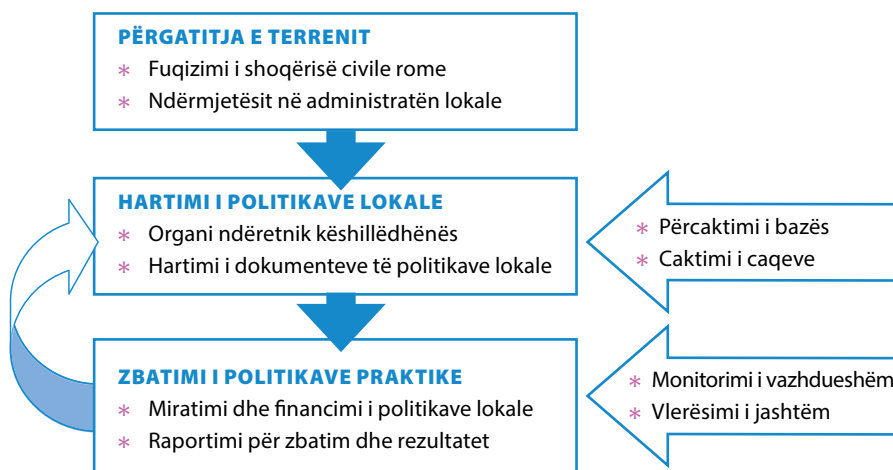 PËRGATITJA E TERRENIT
* Fuqizimi i shoqërisë civile rome
* Ndërmjetësit në administratën lokale
HARTIMI I POLITIKAVE LOKALE
* Organi ndëretnik këshillëdhënës
* Hartimi i dokumenteve të politikave lokale
* Përcaktimi i bazës
* Caktimi i caqeve
ZBATIMI I POLITIKAVE PRAKTIKE
* Miratimi dhe financimi i politikave lokale
* Raportimi për zbatim dhe rezultatet
* Monitorimi i vazhdueshëm
* Vlerësimi i jashtëm